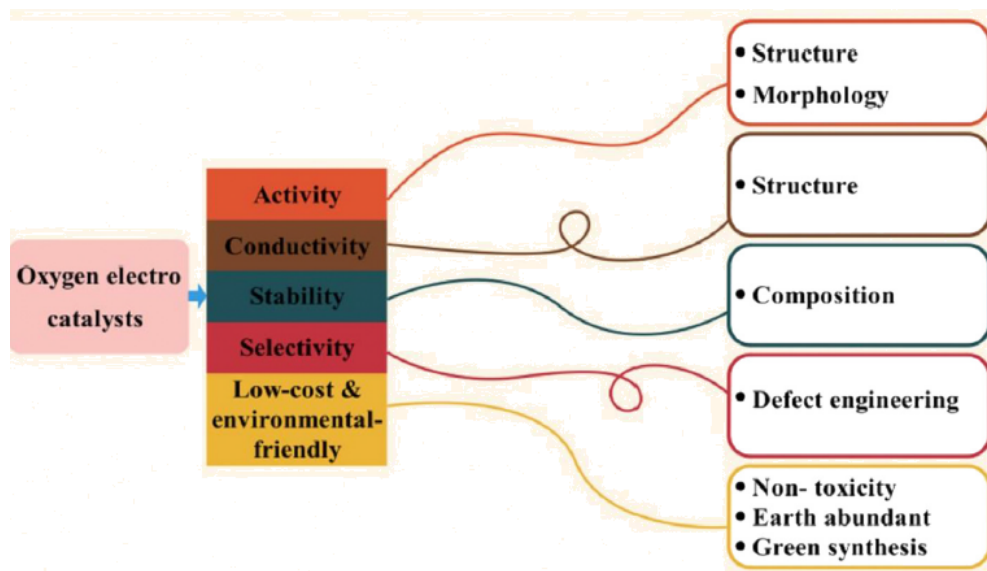 Oxygen electro
catalysts
Activity
Conductivity
Stability
Selectivity
Low-cost &
environmental-
friendly
• Structure
• Morphology
• Structure
• Composition
• Defect engineering
• Non- toxicity
• Earth abundant
• Green synthesis